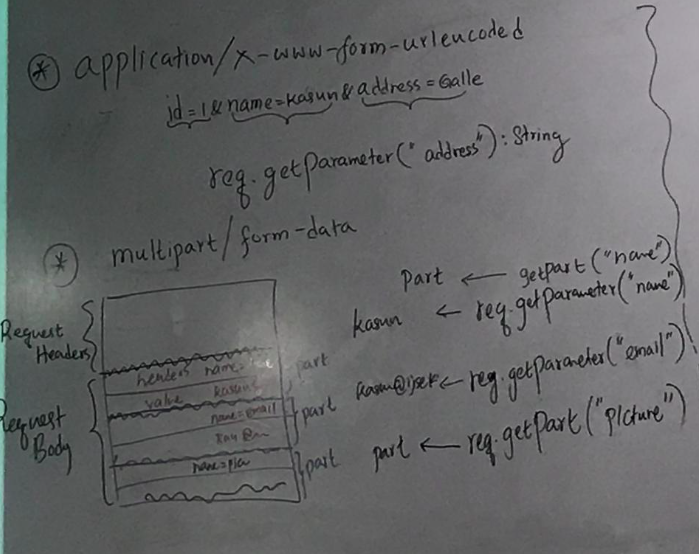 * application/x-www-form-urlencoded
id=1&name=kasun&address=Galle
req.getParameter("address"):String
* multipart/form-data
part ← getpart("name")
kasun ← req.getParameter("name")
Request
Headers
headers name=
part
value kasun
kasun@ijse ← req.getParameter("email")
name=email
part
Request
Body
part ← req.getPart("picture")
name=pic
part